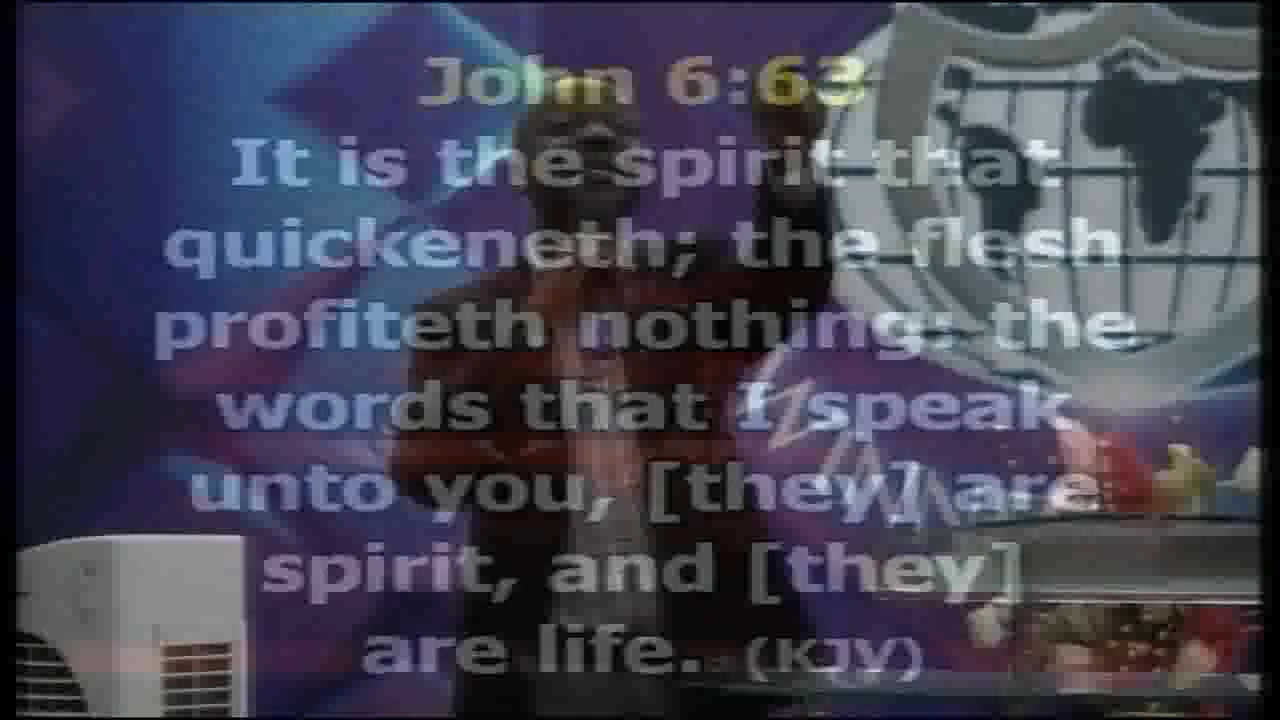 John 6:63
It is the spirit that
quickeneth; the flesh
profiteth nothing: the
words that I speak
unto you, [they] are
spirit, and [they]
are life. (KJV)